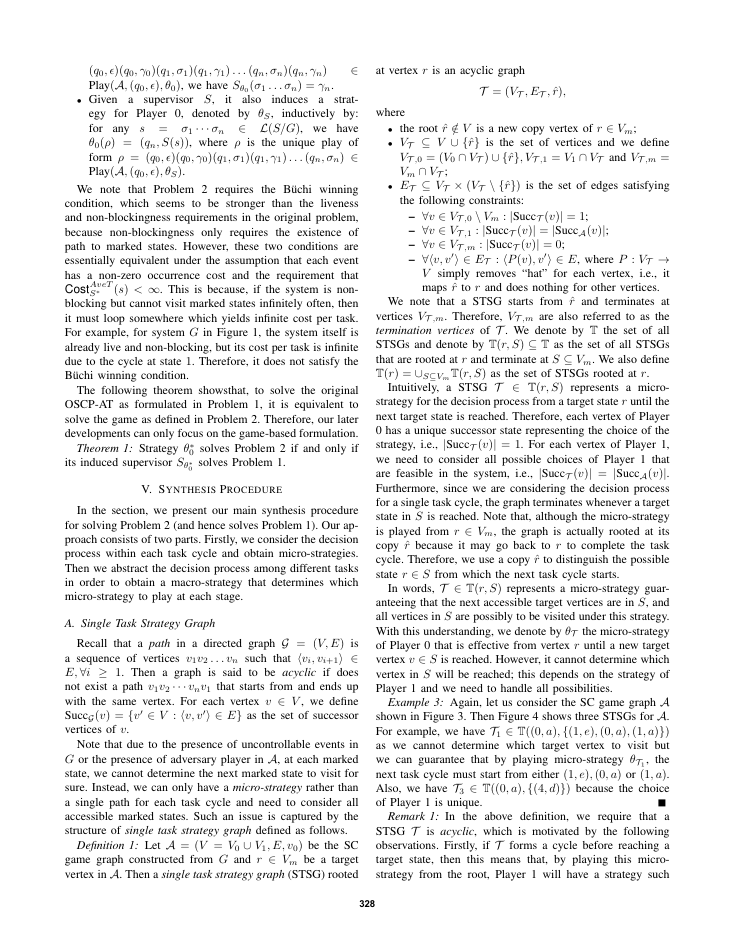 (q0, ϵ)(q0, γ0)(q1, σ1)(q1, γ1) . . . (qn, σn)(qn, γn) ∈
Play(A, (q0, ϵ), θ0), we have Sθ0(σ1 . . . σn) = γn.
• Given a supervisor S, it also induces a strat-
egy for Player 0, denoted by θS, inductively by:
for any s = σ1 · · · σn ∈ L(S/G), we have
θ0(ρ) = (qn, S(s)), where ρ is the unique play of
form ρ = (q0, ϵ)(q0, γ0)(q1, σ1)(q1, γ1) . . . (qn, σn) ∈
Play(A, (q0, ϵ), θS).
We note that Problem 2 requires the Büchi winning
condition, which seems to be stronger than the liveness
and non-blockingness requirements in the original problem,
because non-blockingness only requires the existence of
path to marked states. However, these two conditions are
essentially equivalent under the assumption that each event
has a non-zero occurrence cost and the requirement that
Cost^{AveT}_{S*}(s) < ∞. This is because, if the system is non-
blocking but cannot visit marked states infinitely often, then
it must loop somewhere which yields infinite cost per task.
For example, for system G in Figure 1, the system itself is
already live and non-blocking, but its cost per task is infinite
due to the cycle at state 1. Therefore, it does not satisfy the
Büchi winning condition.
The following theorem showsthat, to solve the original
OSCP-AT as formulated in Problem 1, it is equivalent to
solve the game as defined in Problem 2. Therefore, our later
developments can only focus on the game-based formulation.
Theorem 1: Strategy θ*0 solves Problem 2 if and only if
its induced supervisor Sθ*0 solves Problem 1.
V. SYNTHESIS PROCEDURE
In the section, we present our main synthesis procedure
for solving Problem 2 (and hence solves Problem 1). Our ap-
proach consists of two parts. Firstly, we consider the decision
process within each task cycle and obtain micro-strategies.
Then we abstract the decision process among different tasks
in order to obtain a macro-strategy that determines which
micro-strategy to play at each stage.
A. Single Task Strategy Graph
Recall that a path in a directed graph G = (V, E) is
a sequence of vertices v1v2 . . . vn such that ⟨vi, vi+1⟩ ∈
E, ∀i ≥ 1. Then a graph is said to be acyclic if does
not exist a path v1v2 · · · vnv1 that starts from and ends up
with the same vertex. For each vertex v ∈ V, we define
SuccG(v) = {v′ ∈ V : ⟨v, v′⟩ ∈ E} as the set of successor
vertices of v.
Note that due to the presence of uncontrollable events in
G or the presence of adversary player in A, at each marked
state, we cannot determine the next marked state to visit for
sure. Instead, we can only have a micro-strategy rather than
a single path for each task cycle and need to consider all
accessible marked states. Such an issue is captured by the
structure of single task strategy graph defined as follows.
Definition 1: Let A = (V = V0 ∪ V1, E, v0) be the SC
game graph constructed from G and r ∈ Vm be a target
vertex in A. Then a single task strategy graph (STSG) rooted
at vertex r is an acyclic graph
T = (VT, ET, r̂),
where
• the root r̂ ∉ V is a new copy vertex of r ∈ Vm;
• VT ⊆ V ∪ {r̂} is the set of vertices and we define
VT,0 = (V0 ∩ VT) ∪ {r̂}, VT,1 = V1 ∩ VT and VT,m =
Vm ∩ VT;
• ET ⊆ VT × (VT \ {r̂}) is the set of edges satisfying
the following constraints:
– ∀v ∈ VT,0 \ Vm : |SuccT(v)| = 1;
– ∀v ∈ VT,1 : |SuccT(v)| = |SuccA(v)|;
– ∀v ∈ VT,m : |SuccT(v)| = 0;
– ∀⟨v, v′⟩ ∈ ET : ⟨P(v), v′⟩ ∈ E, where P : VT →
V simply removes “hat” for each vertex, i.e., it
maps r̂ to r and does nothing for other vertices.
We note that a STSG starts from r̂ and terminates at
vertices VT,m. Therefore, VT,m are also referred to as the
termination vertices of T. We denote by 𝕋 the set of all
STSGs and denote by 𝕋(r, S) ⊆ 𝕋 as the set of all STSGs
that are rooted at r and terminate at S ⊆ Vm. We also define
𝕋(r) = ∪S⊆Vm𝕋(r, S) as the set of STSGs rooted at r.
Intuitively, a STSG T ∈ 𝕋(r, S) represents a micro-
strategy for the decision process from a target state r until the
next target state is reached. Therefore, each vertex of Player
0 has a unique successor state representing the choice of the
strategy, i.e., |SuccT(v)| = 1. For each vertex of Player 1,
we need to consider all possible choices of Player 1 that
are feasible in the system, i.e., |SuccT(v)| = |SuccA(v)|.
Furthermore, since we are considering the decision process
for a single task cycle, the graph terminates whenever a target
state in S is reached. Note that, although the micro-strategy
is played from r ∈ Vm, the graph is actually rooted at its
copy r̂ because it may go back to r to complete the task
cycle. Therefore, we use a copy r̂ to distinguish the possible
state r ∈ S from which the next task cycle starts.
In words, T ∈ 𝕋(r, S) represents a micro-strategy guar-
anteeing that the next accessible target vertices are in S, and
all vertices in S are possibly to be visited under this strategy.
With this understanding, we denote by θT the micro-strategy
of Player 0 that is effective from vertex r until a new target
vertex v ∈ S is reached. However, it cannot determine which
vertex in S will be reached; this depends on the strategy of
Player 1 and we need to handle all possibilities.
Example 3: Again, let us consider the SC game graph A
shown in Figure 3. Then Figure 4 shows three STSGs for A.
For example, we have T1 ∈ 𝕋((0, a), {(1, e), (0, a), (1, a)})
as we cannot determine which target vertex to visit but
we can guarantee that by playing micro-strategy θT1, the
next task cycle must start from either (1, e), (0, a) or (1, a).
Also, we have T3 ∈ 𝕋((0, a), {(4, d)}) because the choice
of Player 1 is unique. ■
Remark 1: In the above definition, we require that a
STSG T is acyclic, which is motivated by the following
observations. Firstly, if T forms a cycle before reaching a
target state, then this means that, by playing this micro-
strategy from the root, Player 1 will have a strategy such
328